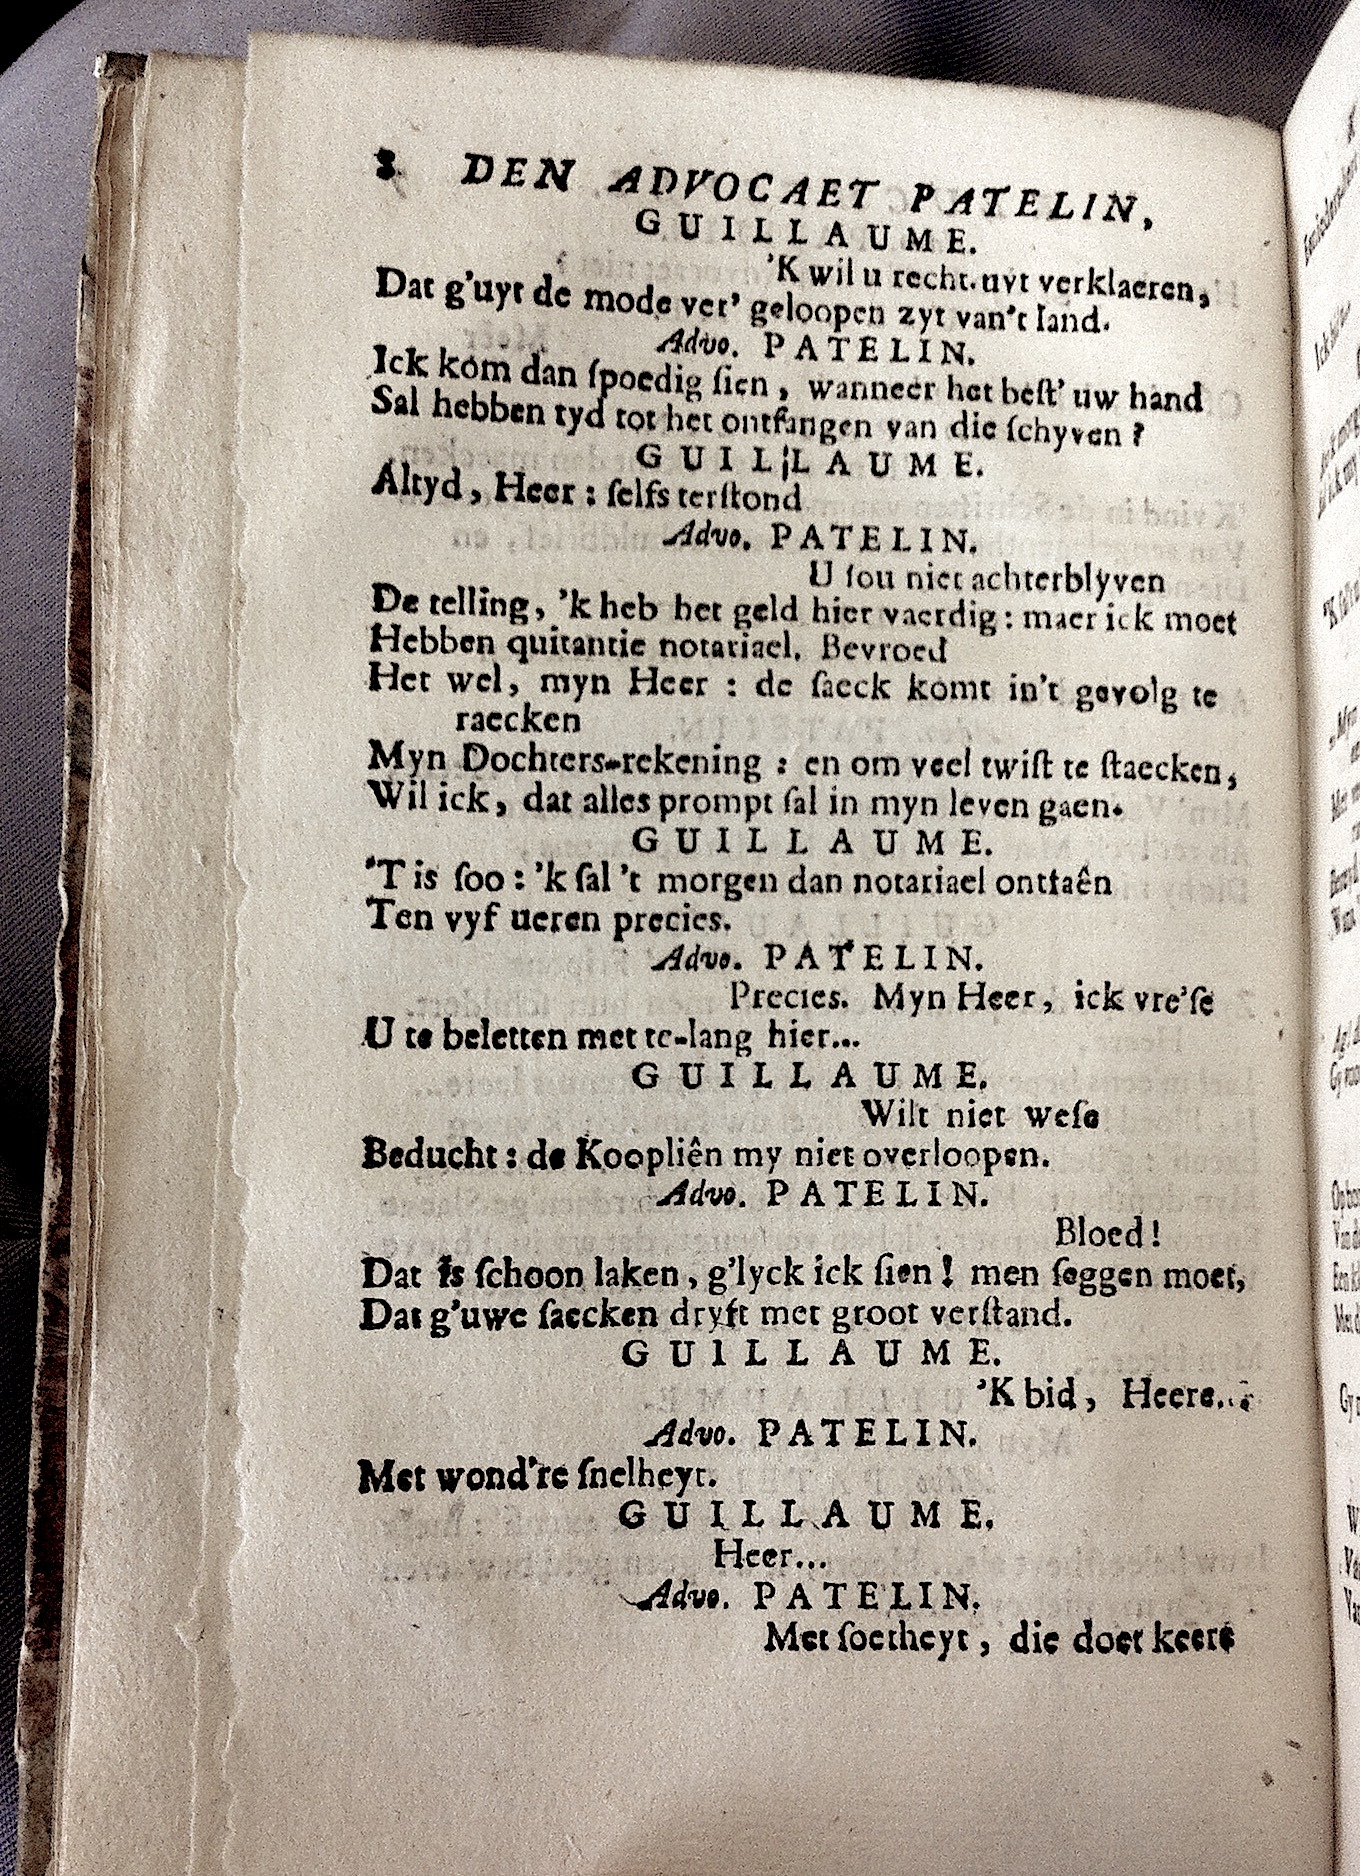 8 DEN ADVOCAET PATELIN,
GUILLAUME.
'K wil u recht uyt verklaeren,
Dat g'uyt de mode ver' geloopen zyt van't land.
Advo. PATELIN.
Ick kom dan ſpoedig ſien, wanneer het beſt' uw hand
Sal hebben tyd tot het ontfangen van die ſchyven?
GUILLAUME.
Altyd, Heer: ſelfs terſtond
Advo. PATELIN.
U ſou niet achterblyven
De telling, 'k heb het geld hier vaerdig: maer ick moet
Hebben quitantie notariael. Bevroed
Het wel, myn Heer: de ſaeck komt in't gevolg te
raecken
Myn Dochters-rekening: en om veel twiſt te ſtaecken,
Wil ick, dat alles prompt ſal in myn leven gaen.
GUILLAUME.
'T is ſoo: 'k ſal 't morgen dan notariael ontfaên
Ten vyf ueren precies.
Advo. PATELIN.
Precies. Myn Heer, ick vre'ſe
U te beletten met te-lang hier...
GUILLAUME.
Wilt niet weſe
Beducht: de Koopliên my niet overloopen.
Advo. PATELIN.
Bloed!
Dat is ſchoon laken, g'lyck ick ſien! men ſeggen moet,
Dat g'uwe ſaecken dryft met groot verſtand.
GUILLAUME.
'K bid, Heere...
Advo. PATELIN.
Met wond're ſnelheyt.
GUILLAUME.
Heer...
Advo. PATELIN.
Met ſoetheyt, die doet keere